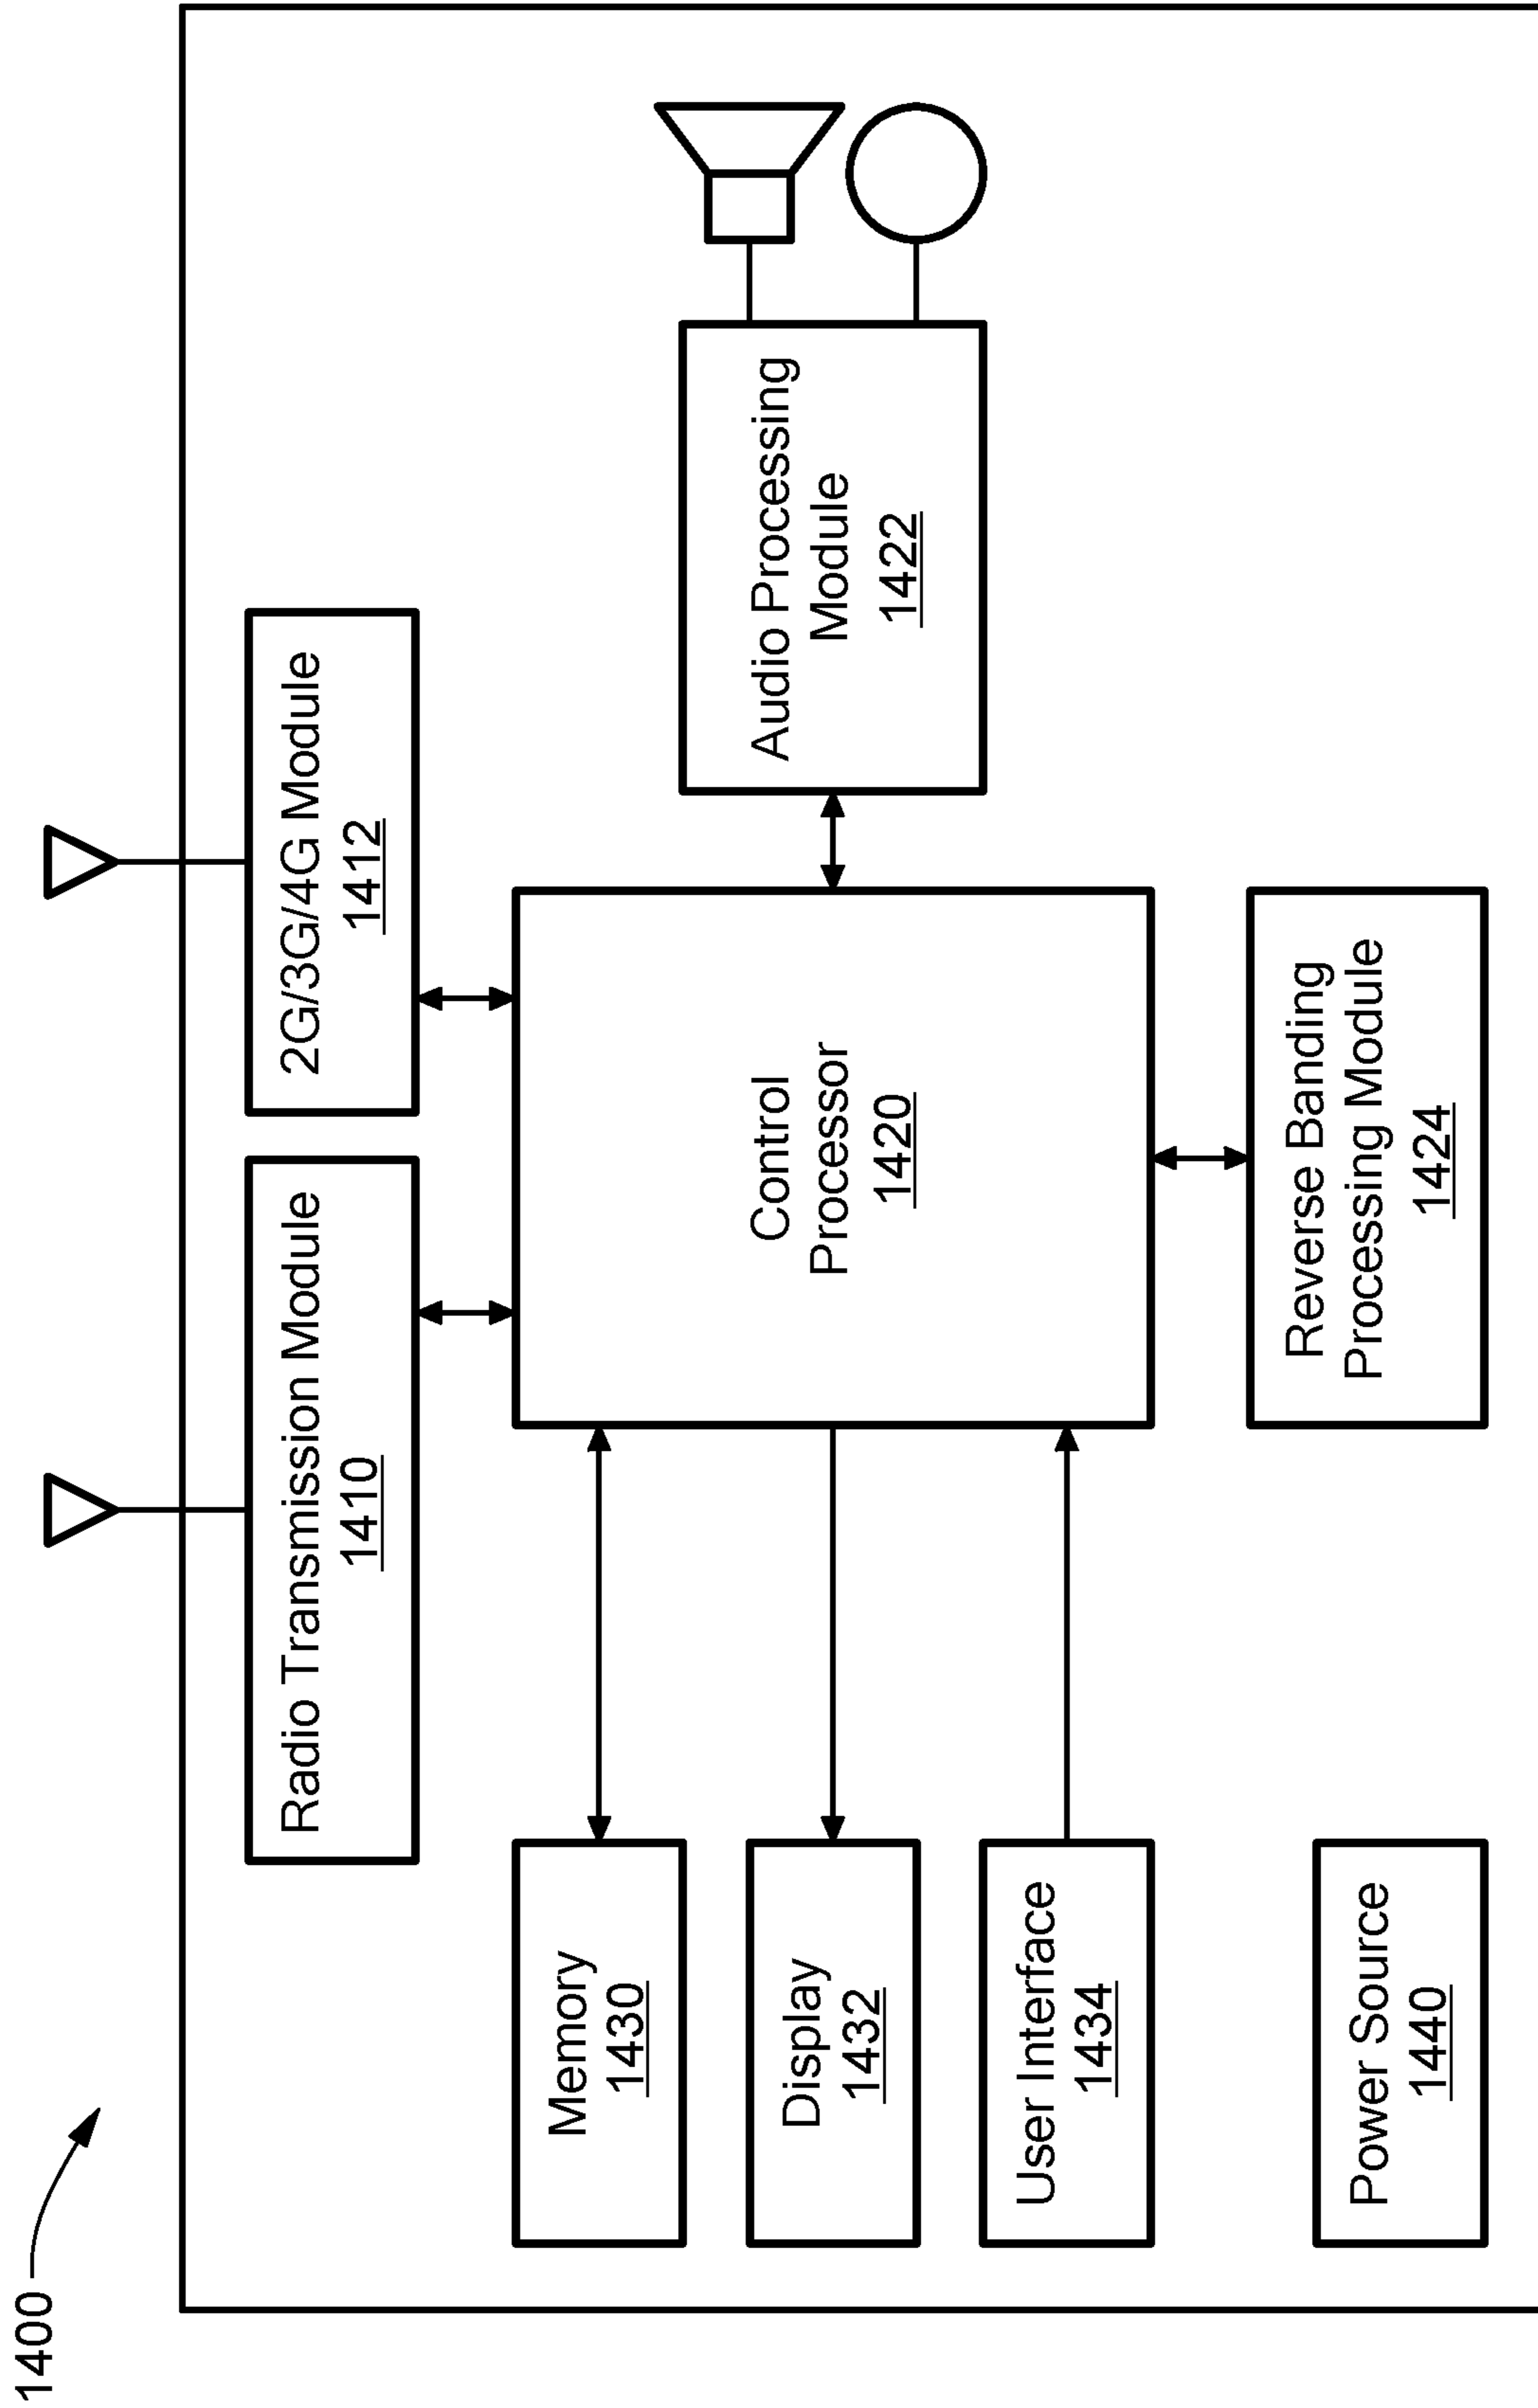 1400
Radio Transmission Module
1410
2G/3G/4G Module
1412
Memory
1430
Display
1432
User Interface
1434
Power Source
1440
Control
Processor
1420
Audio Processing
Module
1422
Reverse Banding
Processing Module
1424